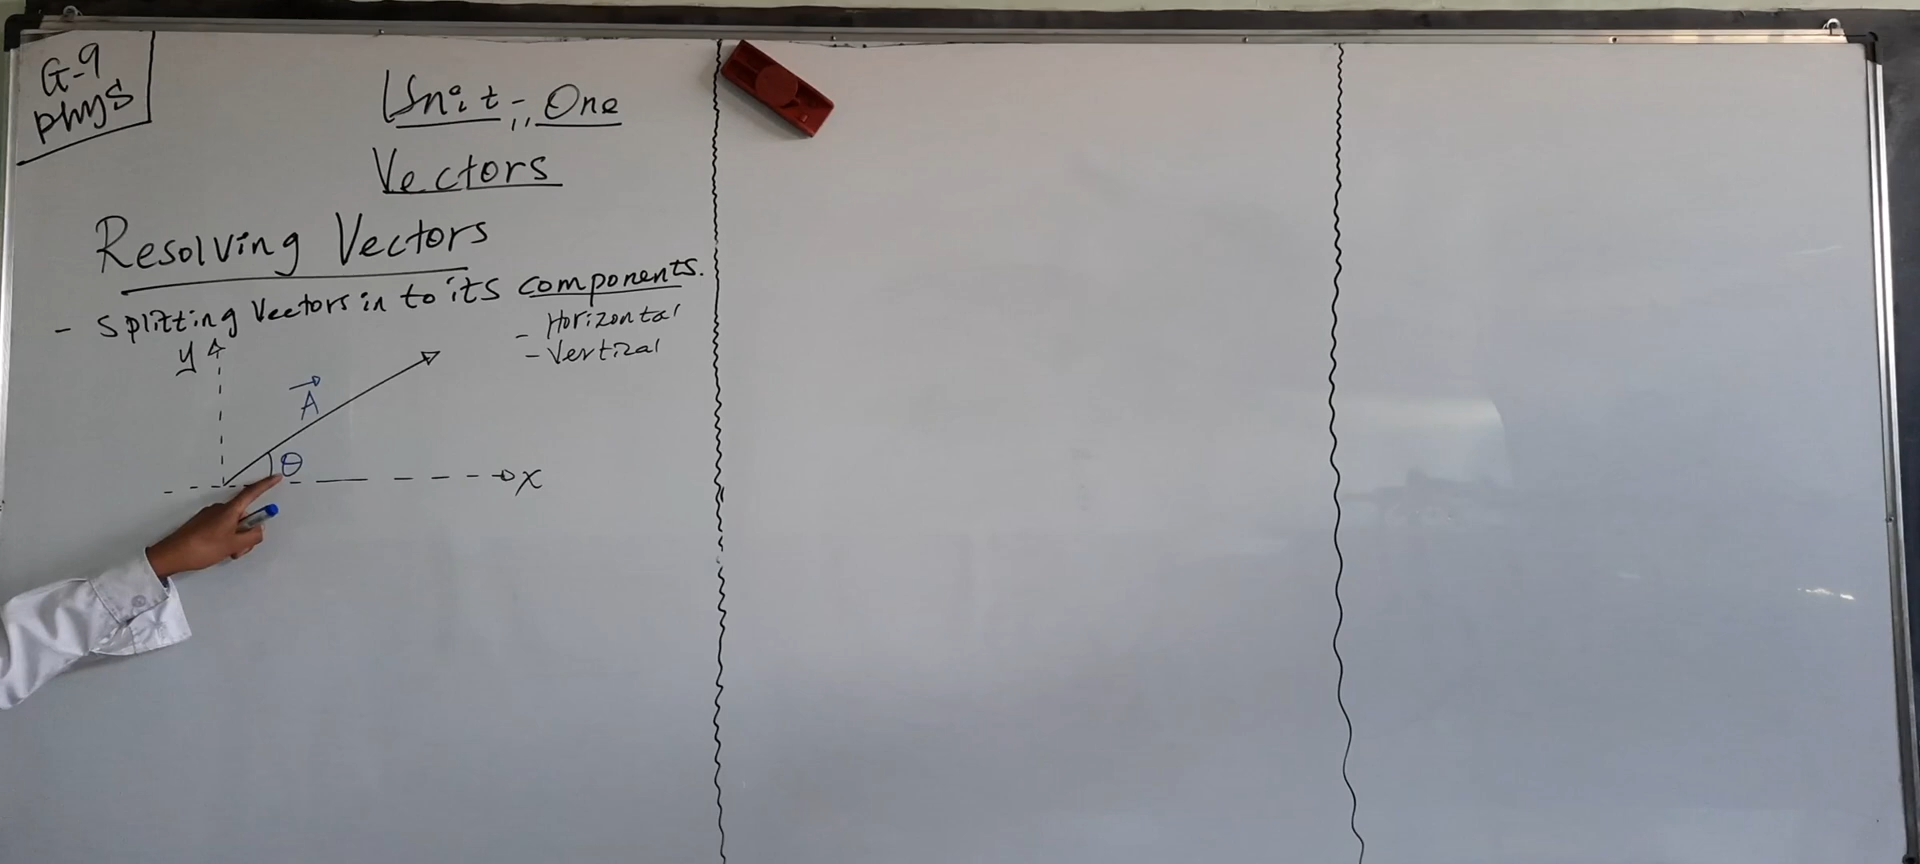 G-9
phys
Unit:- One
Vectors
Resolving Vectors
- Splitting Vectors in to its components.
- Horizontal
- Vertical
y
A
θ
x